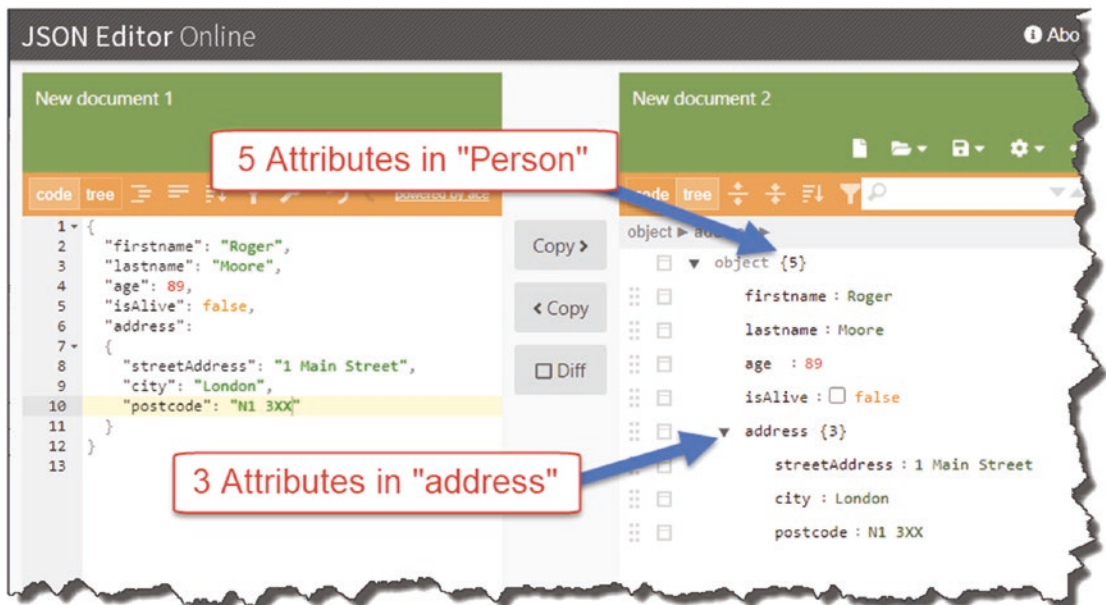 JSON Editor Online
Abo
New document 1
New document 2
5 Attributes in "Person"
code tree
powered by ace
code tree
1 {
2 "firstname": "Roger",
3 "lastname": "Moore",
4 "age": 89,
5 "isAlive": false,
6 "address":
7 {
8 "streetAddress": "1 Main Street",
9 "city": "London",
10 "postcode": "N1 3XX"
11 }
12 }
13
Copy >
< Copy
Diff
object ►
object {5}
firstname : Roger
lastname : Moore
age : 89
isAlive : false
address {3}
streetAddress : 1 Main Street
city : London
postcode : N1 3XX
3 Attributes in "address"